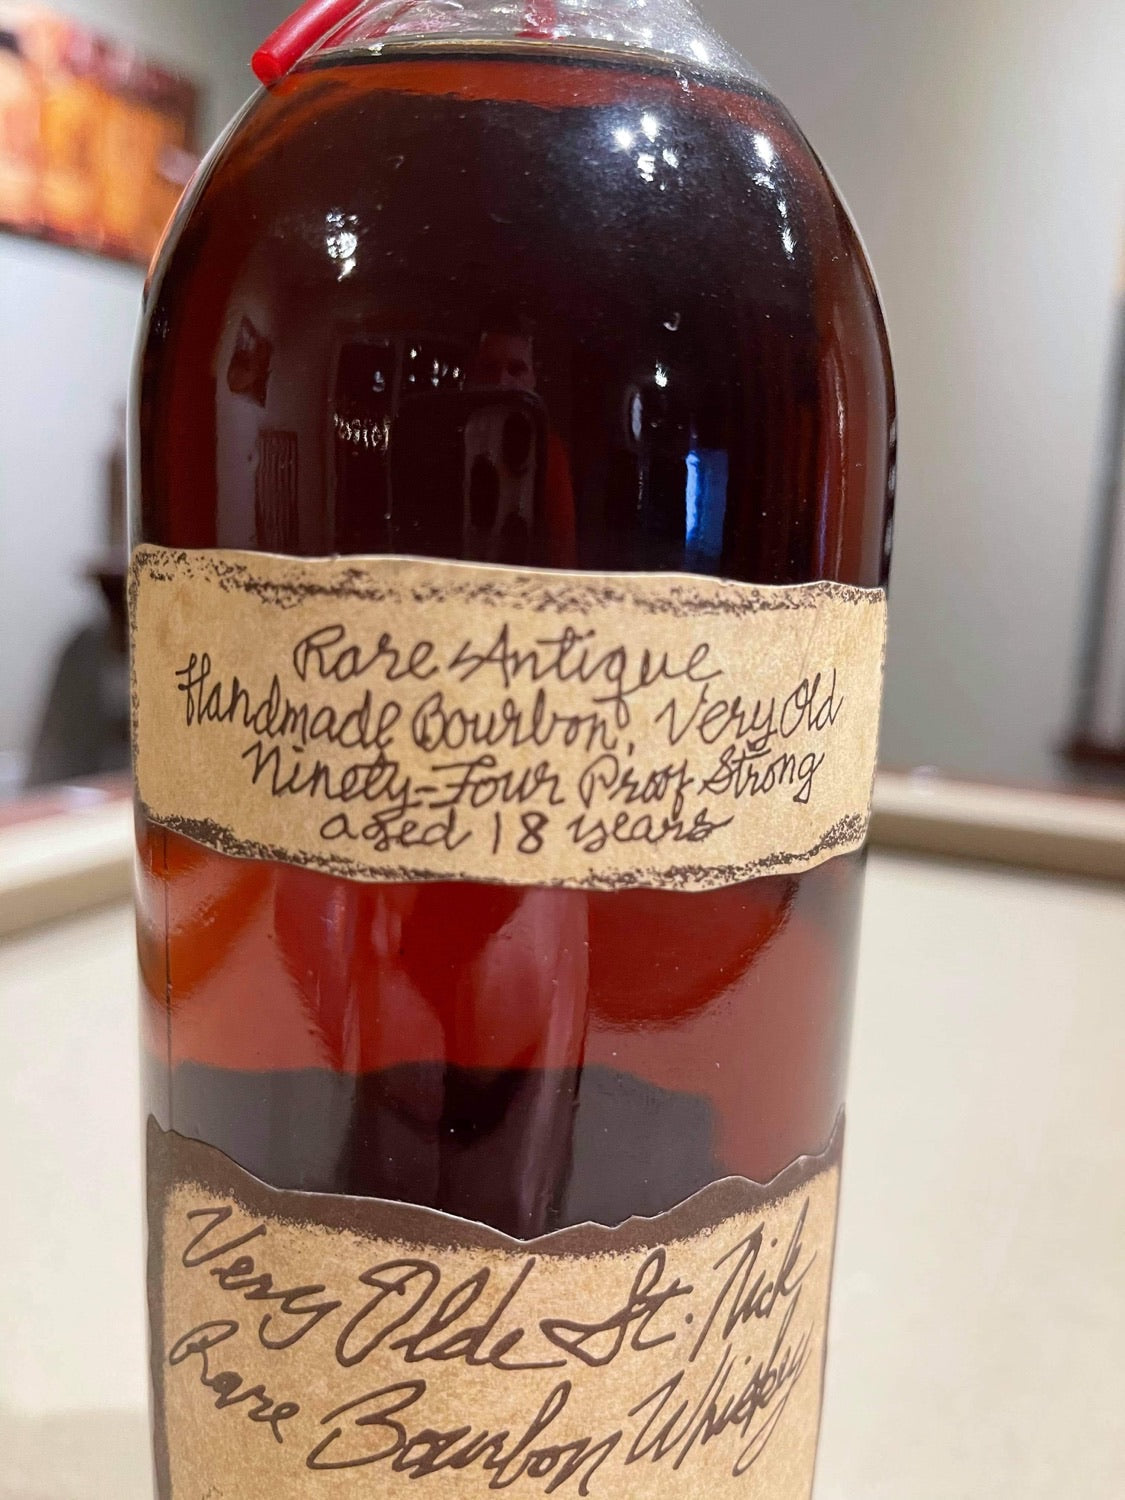 Rare Antique
Handmade Bourbon, Very Old
Ninety-Four Proof Strong
aged 18 years
Very Olde St. Nick
Rare Bourbon Whiskey